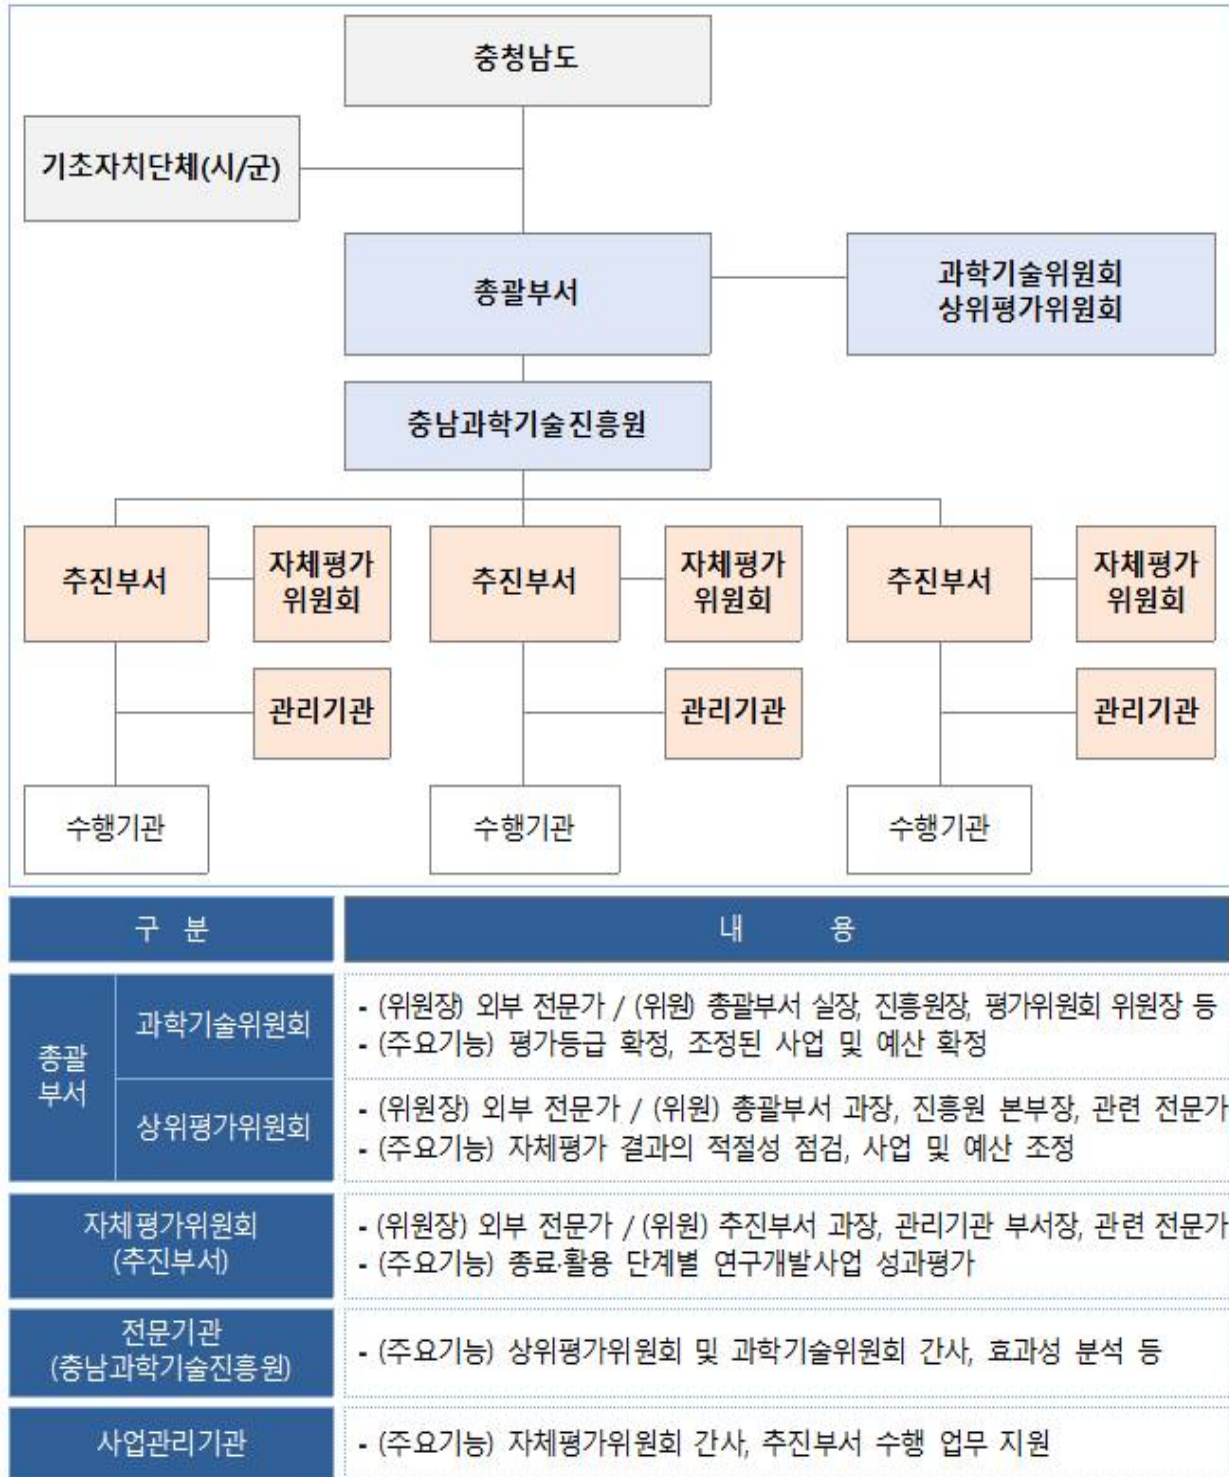 충청남도
기초자치단체(시/군)
총괄부서
과학기술위원회
상위평가위원회
충남과학기술진흥원
추진부서
자체평가
위원회
추진부서
자체평가
위원회
추진부서
자체평가
위원회
관리기관
관리기관
관리기관
수행기관
수행기관
수행기관
구 분
내 용
총괄
부서
과학기술위원회
- (위원장) 외부 전문가 / (위원) 총괄부서 실장, 진흥원장, 평가위원회 위원장 등
- (주요기능) 평가등급 확정, 조정된 사업 및 예산 확정
상위평가위원회
- (위원장) 외부 전문가 / (위원) 총괄부서 과장, 진흥원 본부장, 관련 전문가
- (주요기능) 자체평가 결과의 적절성 점검, 사업 및 예산 조정
자체평가위원회
(추진부서)
- (위원장) 외부 전문가 / (위원) 추진부서 과장, 관리기관 부서장, 관련 전문가
- (주요기능) 종료·활용 단계별 연구개발사업 성과평가
전문기관
(충남과학기술진흥원)
- (주요기능) 상위평가위원회 및 과학기술위원회 간사, 효과성 분석 등
사업관리기관
- (주요기능) 자체평가위원회 간사, 추진부서 수행 업무 지원